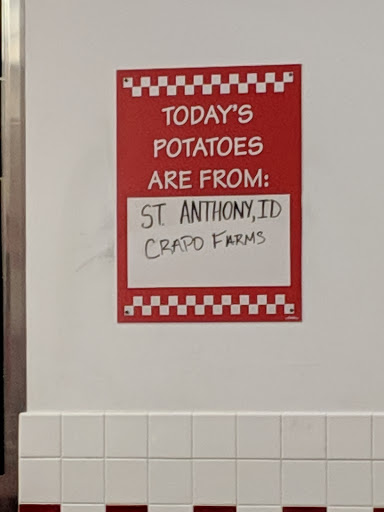 TODAY'S
POTATOES
ARE FROM:
ST. ANTHONY, ID
CRAPO FARMS